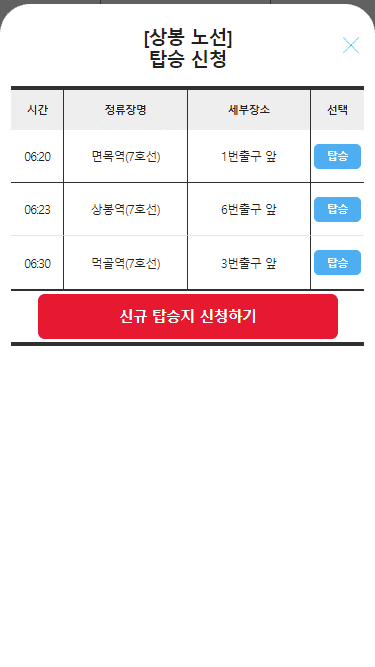 [상봉 노선]
탑승 신청
시간 정류장명 세부장소 선택
06:20 면목역(7호선) 1번출구 앞 탑승
06:23 상봉역(7호선) 6번출구 앞 탑승
06:30 먹골역(7호선) 3번출구 앞 탑승
신규 탑승지 신청하기